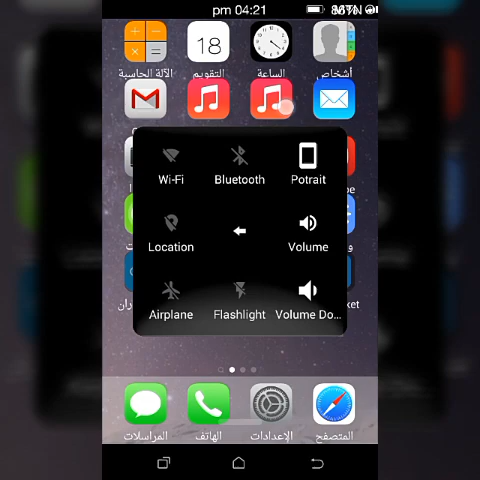 pm 04:21
MTN
الآلة الحاسبة
التقويم
الساعة
أشخاص
18
Wi-Fi
Bluetooth
Potrait
Location
Volume
Airplane
Flashlight
Volume Do...
المراسلات
الهاتف
الإعدادات
المتصفح